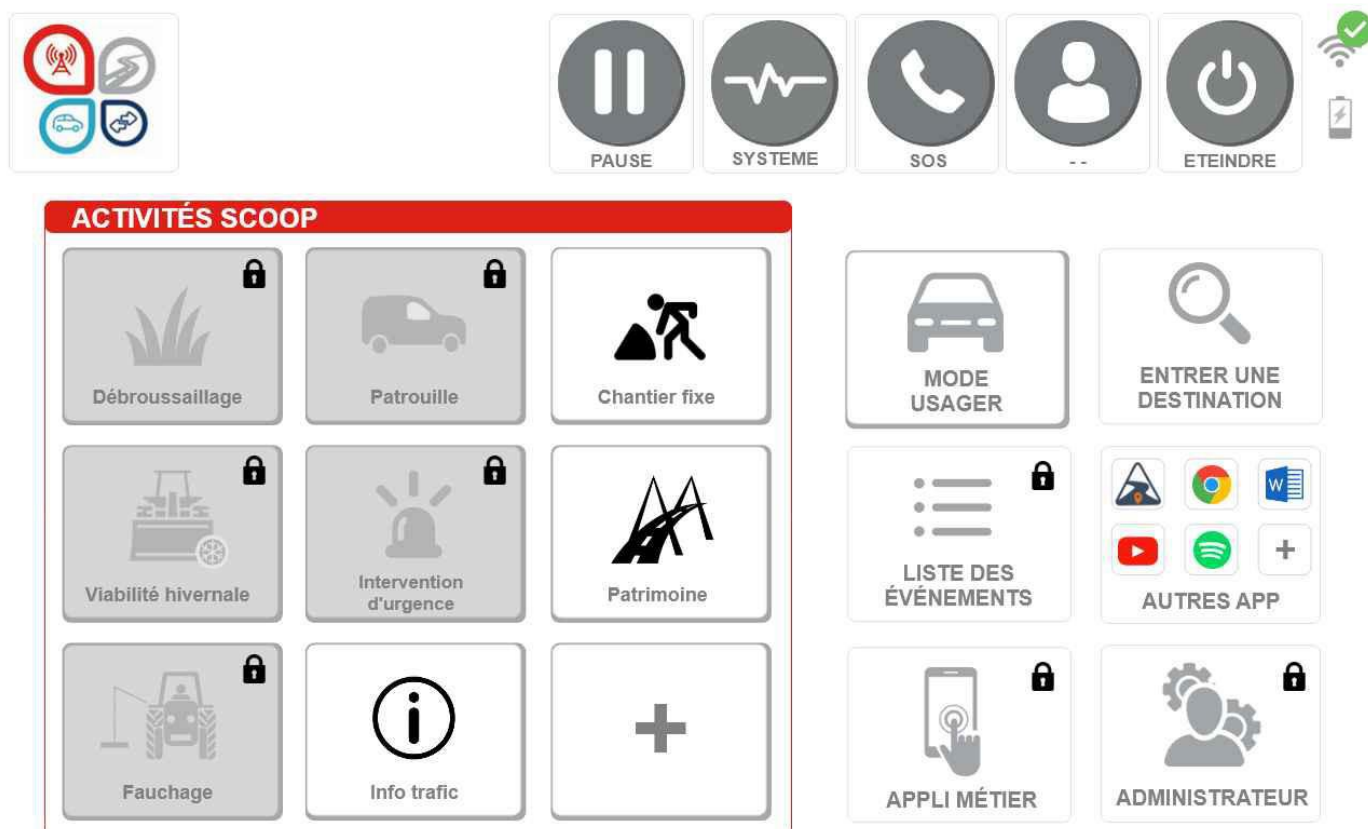 PAUSE
SYSTEME
SOS
- -
ETEINDRE
ACTIVITÉS SCOOP
Débroussaillage
Patrouille
Chantier fixe
MODE
USAGER
ENTRER UNE
DESTINATION
Viabilité hivernale
Intervention
d'urgence
Patrimoine
LISTE DES
ÉVÉNEMENTS
W
AUTRES APP
Fauchage
Info trafic
APPLI MÉTIER
ADMINISTRATEUR